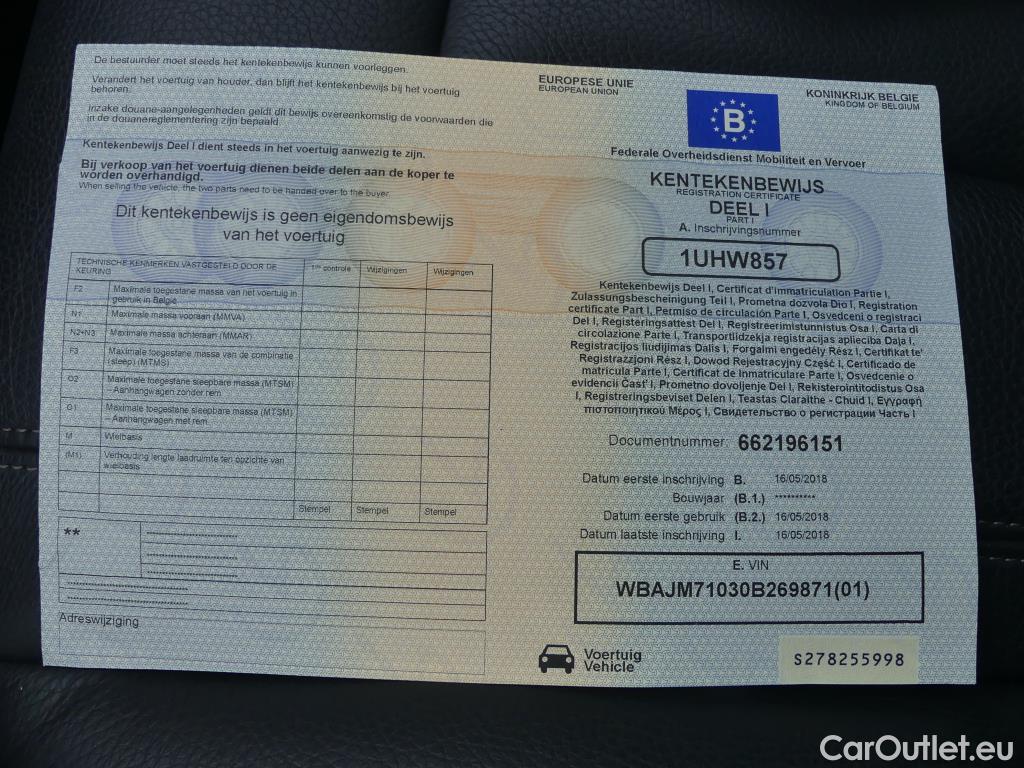 De bestuurder moet steeds het kentekenbewijs kunnen voorleggen.
Verandert het voertuig van houder, dan blijft het kentekenbewijs bij het voertuig
behoren.
Inzake douane-aangelegenheden geldt dit bewijs overeenkomstig de voorwaarden die
in de douanereglementering zijn bepaald.
Kentekenbewijs Deel I dient steeds in het voertuig aanwezig te zijn.
Bij verkoop van het voertuig dienen beide delen aan de koper te
worden overhandigd.
When selling the vehicle, the two parts need to be handed over to the buyer.
Dit kentekenbewijs is geen eigendomsbewijs
van het voertuig
TECHNISCHE KENMERKEN VASTGESTELD DOOR DE
KEURING
1ste controle
Wijzigingen
Wijzigingen
F2 Maximale toegestane massa van het voertuig in
gebruik in België
N1 Maximale massa vooraan (MMVA)
N2+N3 Maximale massa achteraan (MMAR)
F3 Maximale toegestane massa van de combinatie
(sleep) (MTMS)
O2 Maximale toegestane sleepbare massa (MTSM)
– Aanhangwagen zonder rem
O1 Maximale toegestane sleepbare massa (MTSM)
– Aanhangwagen met rem
M Wielbasis
(M1) Verhouding lengte laadruimte ten opzichte van
wielbasis
Stempel Stempel Stempel
**
Adreswijziging
EUROPESE UNIE
EUROPEAN UNION
B
KONINKRIJK BELGIE
KINGDOM OF BELGIUM
Federale Overheidsdienst Mobiliteit en Vervoer
KENTEKENBEWIJS
REGISTRATION CERTIFICATE
DEEL I
PART I
A. Inschrijvingsnummer
1UHW857
Kentekenbewijs Deel I, Certificat d'immatriculation Partie I,
Zulassungsbescheinigung Teil I, Prometna dozvola Dio I, Registration
certificate Part I, Permiso de circulación Parte I, Osvedceni o registraci
Del I, Registeringsattest Del I, Registreerimistunnistus Osa I, Carta di
circolazione Parte I, Transportlidzekja registracijas aplieciba Daja I,
Registracijos liudijimas Dalis I, Forgalmi engedély Rész I, Certifikat te'
Registrazzjoni Rész I, Dowod Rejestracyjny Część I, Certificado de
matricula Parte I, Certificat de Inmatriculare Parte I, Osvedcenie o
evidencii Časť I, Prometno dovoljenje Del I, Rekisterointitodistus Osa
I, Registreringsbeviset Delen I, Teastas Claraithe - Chuid I, Εγγραφή
πιστοποιητικού Μέρος I, Свидетельство о регистрации Часть I
Documentnummer: 662196151
Datum eerste inschrijving B. 16/05/2018
Bouwjaar (B.1.) **********
Datum eerste gebruik (B.2.) 16/05/2018
Datum laatste inschrijving I. 16/05/2018
E. VIN
WBAJM71030B269871(01)
Voertuig
Vehicle
S278255998
CarOutlet.eu